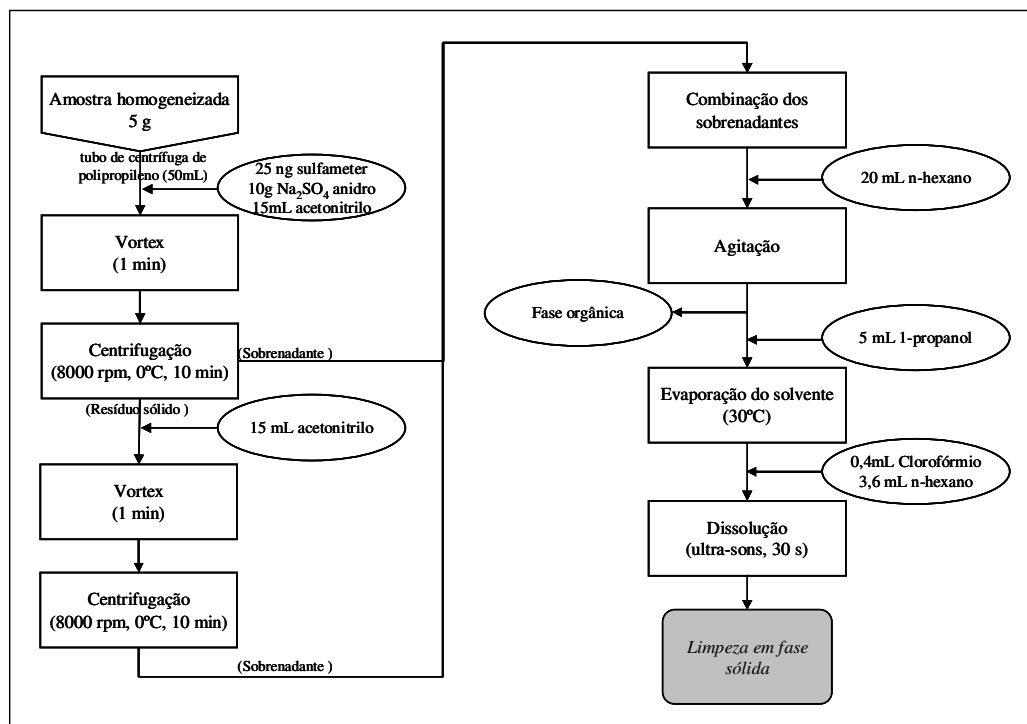 Amostra homogeneizada
5 g
tubo de centrífuga de
polipropileno (50mL)
25 ng sulfameter
10g Na₂SO₄ anidro
15mL acetonitrilo
Vortex
(1 min)
Centrifugação
(8000 rpm, 0ºC, 10 min)
(Sobrenadante )
(Resíduo sólido )
15 mL acetonitrilo
Vortex
(1 min)
Centrifugação
(8000 rpm, 0ºC, 10 min)
(Sobrenadante )
Combinação dos
sobrenadantes
20 mL n-hexano
Agitação
Fase orgânica
5 mL 1-propanol
Evaporação do solvente
(30ºC)
0,4mL Clorofórmio
3,6 mL n-hexano
Dissolução
(ultra-sons, 30 s)
Limpeza em fase
sólida